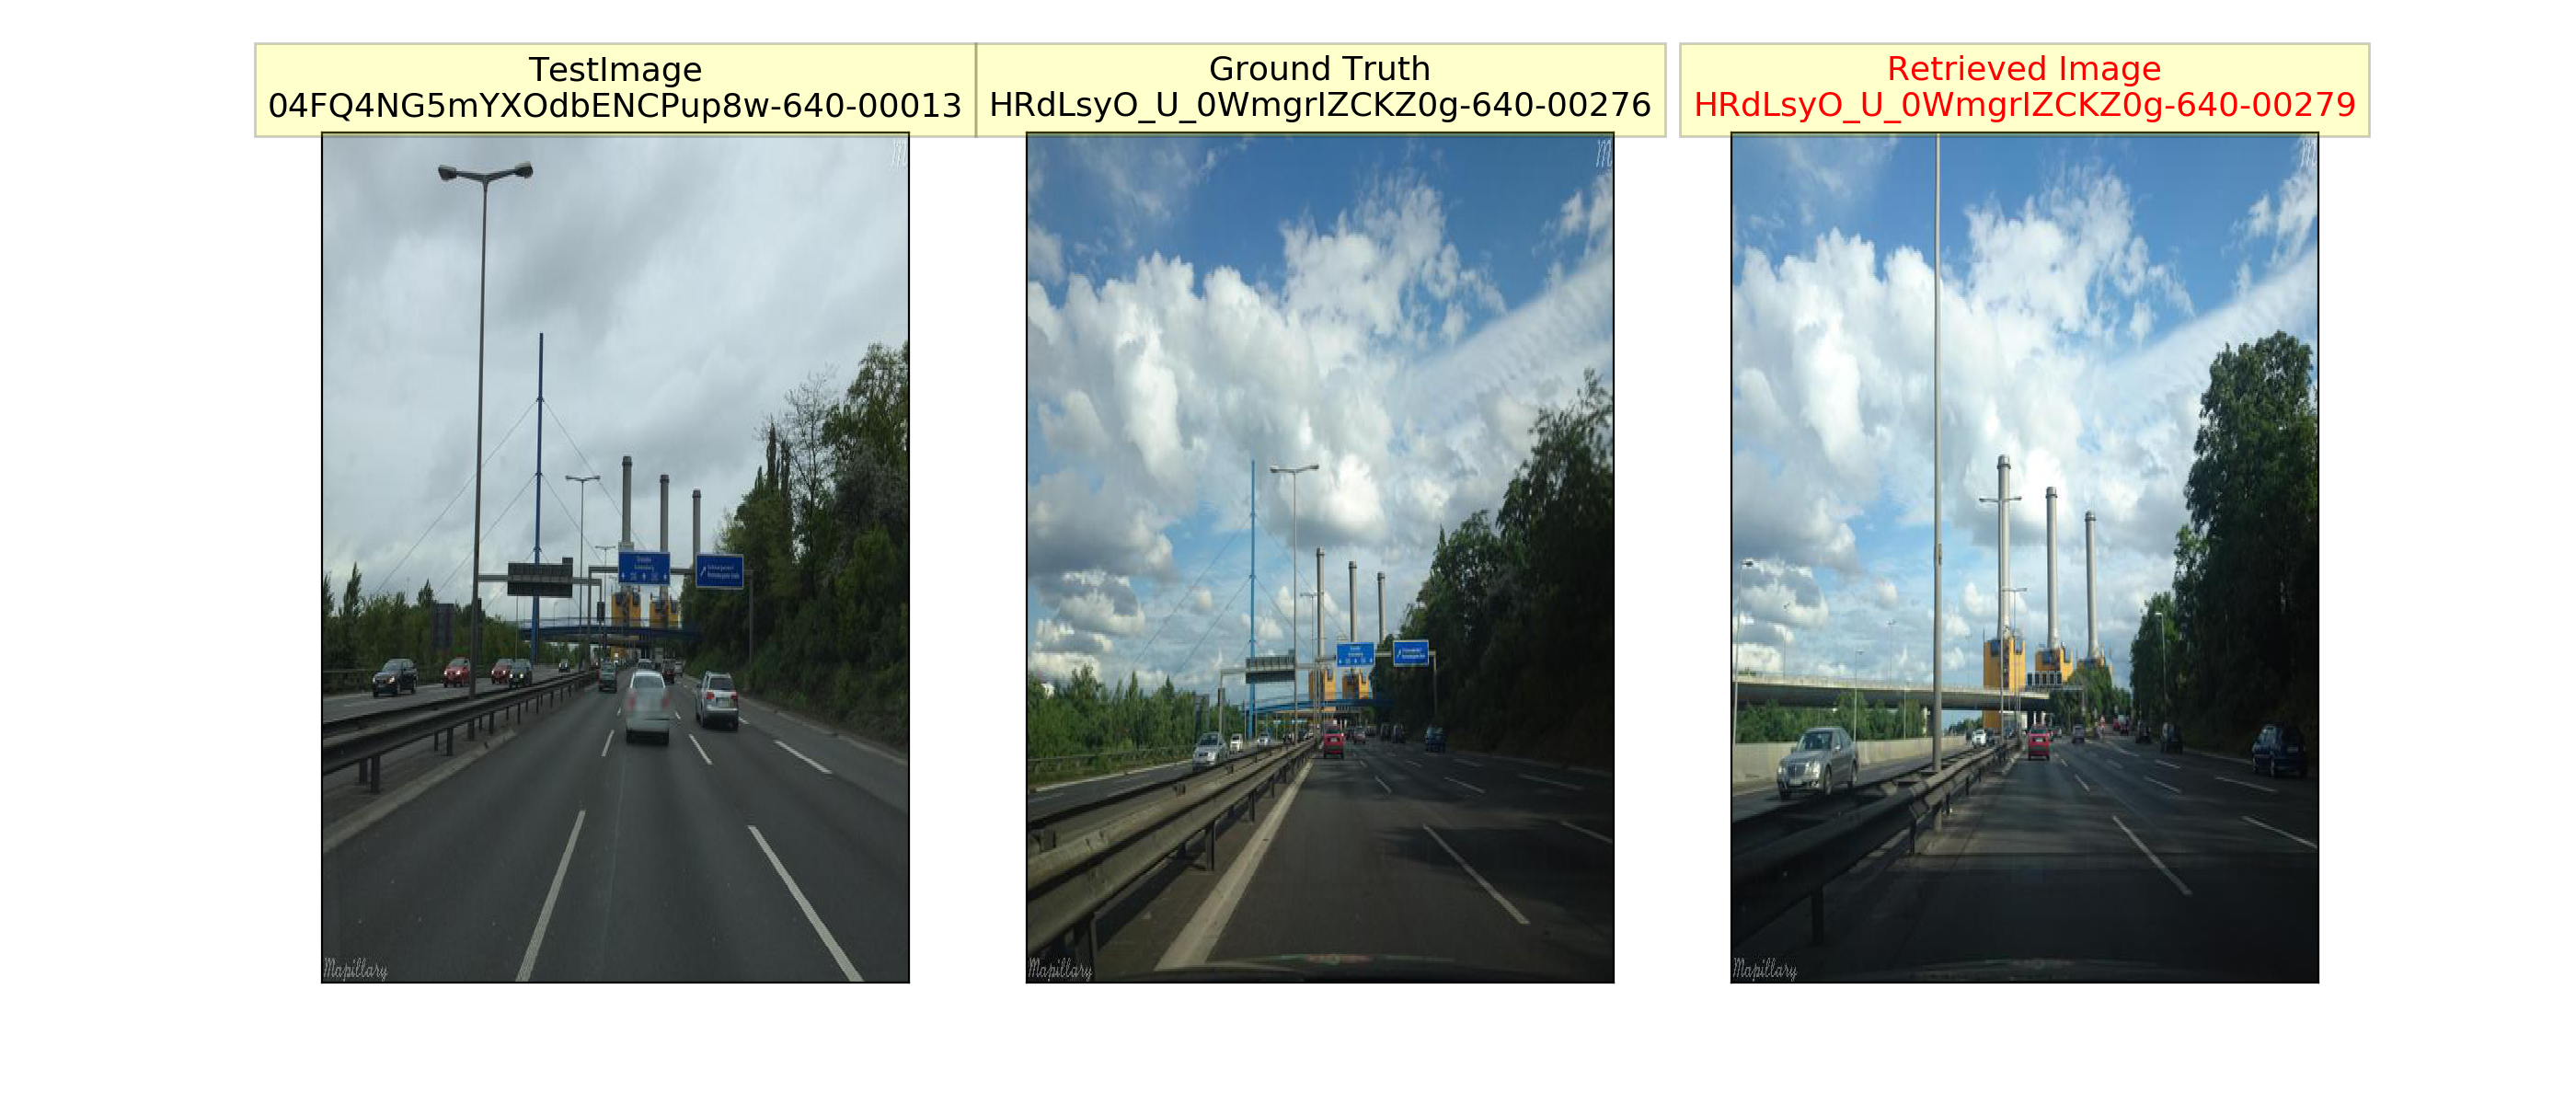 TestImage
04FQ4NG5mYXOdbENCPup8w-640-00013
Ground Truth
HRdLsyO_U_0WmgrIZCKZ0g-640-00276
Retrieved Image
HRdLsyO_U_0WmgrIZCKZ0g-640-00279
M
M
M
Mapillary
Mapillary
Mapillary